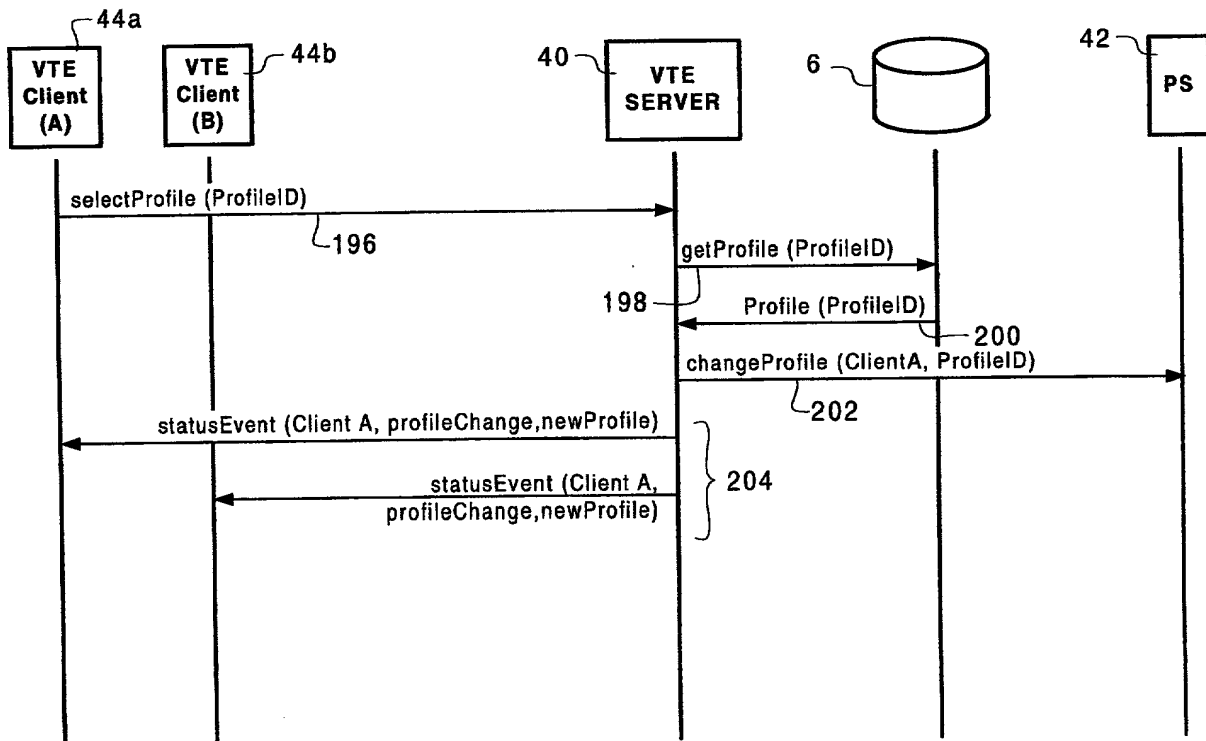 44a
44b
40
6
42
VTE
Client
(A)
VTE
Client
(B)
VTE
SERVER
PS
selectProfile (ProfileID)
196
getProfile (ProfileID)
198
Profile (ProfileID)
200
changeProfile (ClientA, ProfileID)
202
statusEvent (Client A, profileChange,newProfile)
204
statusEvent (Client A,
profileChange,newProfile)